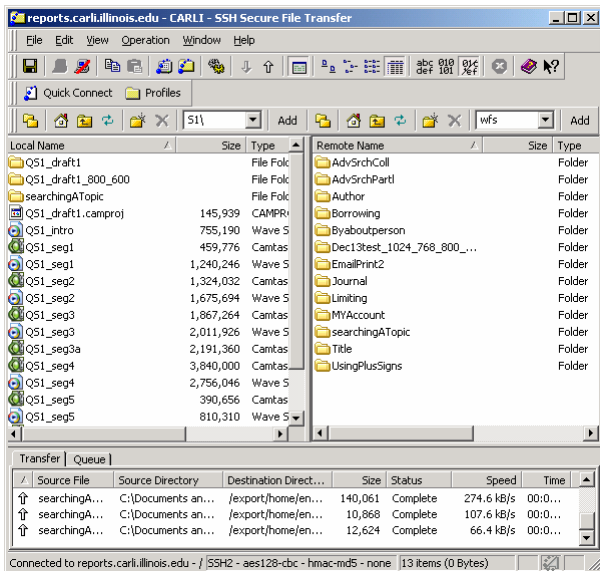 reports.carli.illinois.edu - CARLI - SSH Secure File Transfer
File Edit View Operation Window Help
abc def 010 101
Quick Connect Profiles
S1\ Add wfs Add
Local Name / Size Type Remote Name / Size Type
QS1_draft1 File Folc AdvSrchColl Folder
QS1_draft1_800_600 File Folc AdvSrchPartl Folder
searchingATopic File Folc Author Folder
QS1_draft1.camproj 145,939 CAMPR Borrowing Folder
QS1_intro 755,190 Wave S Byaboutperson Folder
QS1_seg1 459,776 Camtas Dec13test_1024_768_800_... Folder
QS1_seg1 1,240,246 Wave S EmailPrint2 Folder
QS1_seg2 1,324,032 Camtas Journal Folder
QS1_seg2 1,675,694 Wave S Limiting Folder
QS1_seg3 1,867,264 Camtas MYAccount Folder
QS1_seg3 2,011,926 Wave S searchingATopic Folder
QS1_seg3a 2,191,360 Camtas Title Folder
QS1_seg4 3,840,000 Camtas UsingPlusSigns Folder
QS1_seg4 2,756,046 Wave S
QS1_seg5 390,656 Camtas
QS1_seg5 810,310 Wave S
Transfer Queue
/ Source File Source Directory Destination Direct... Size Status Speed Time
searchingA... C:\Documents an... /export/home/en... 140,061 Complete 274.6 kB/s 00:0...
searchingA... C:\Documents an... /export/home/en... 10,868 Complete 107.6 kB/s 00:0...
searchingA... C:\Documents an... /export/home/en... 12,624 Complete 66.4 kB/s 00:0...
Connected to reports.carli.illinois.edu - / SSH2 - aes128-cbc - hmac-md5 - none 13 items (0 Bytes)